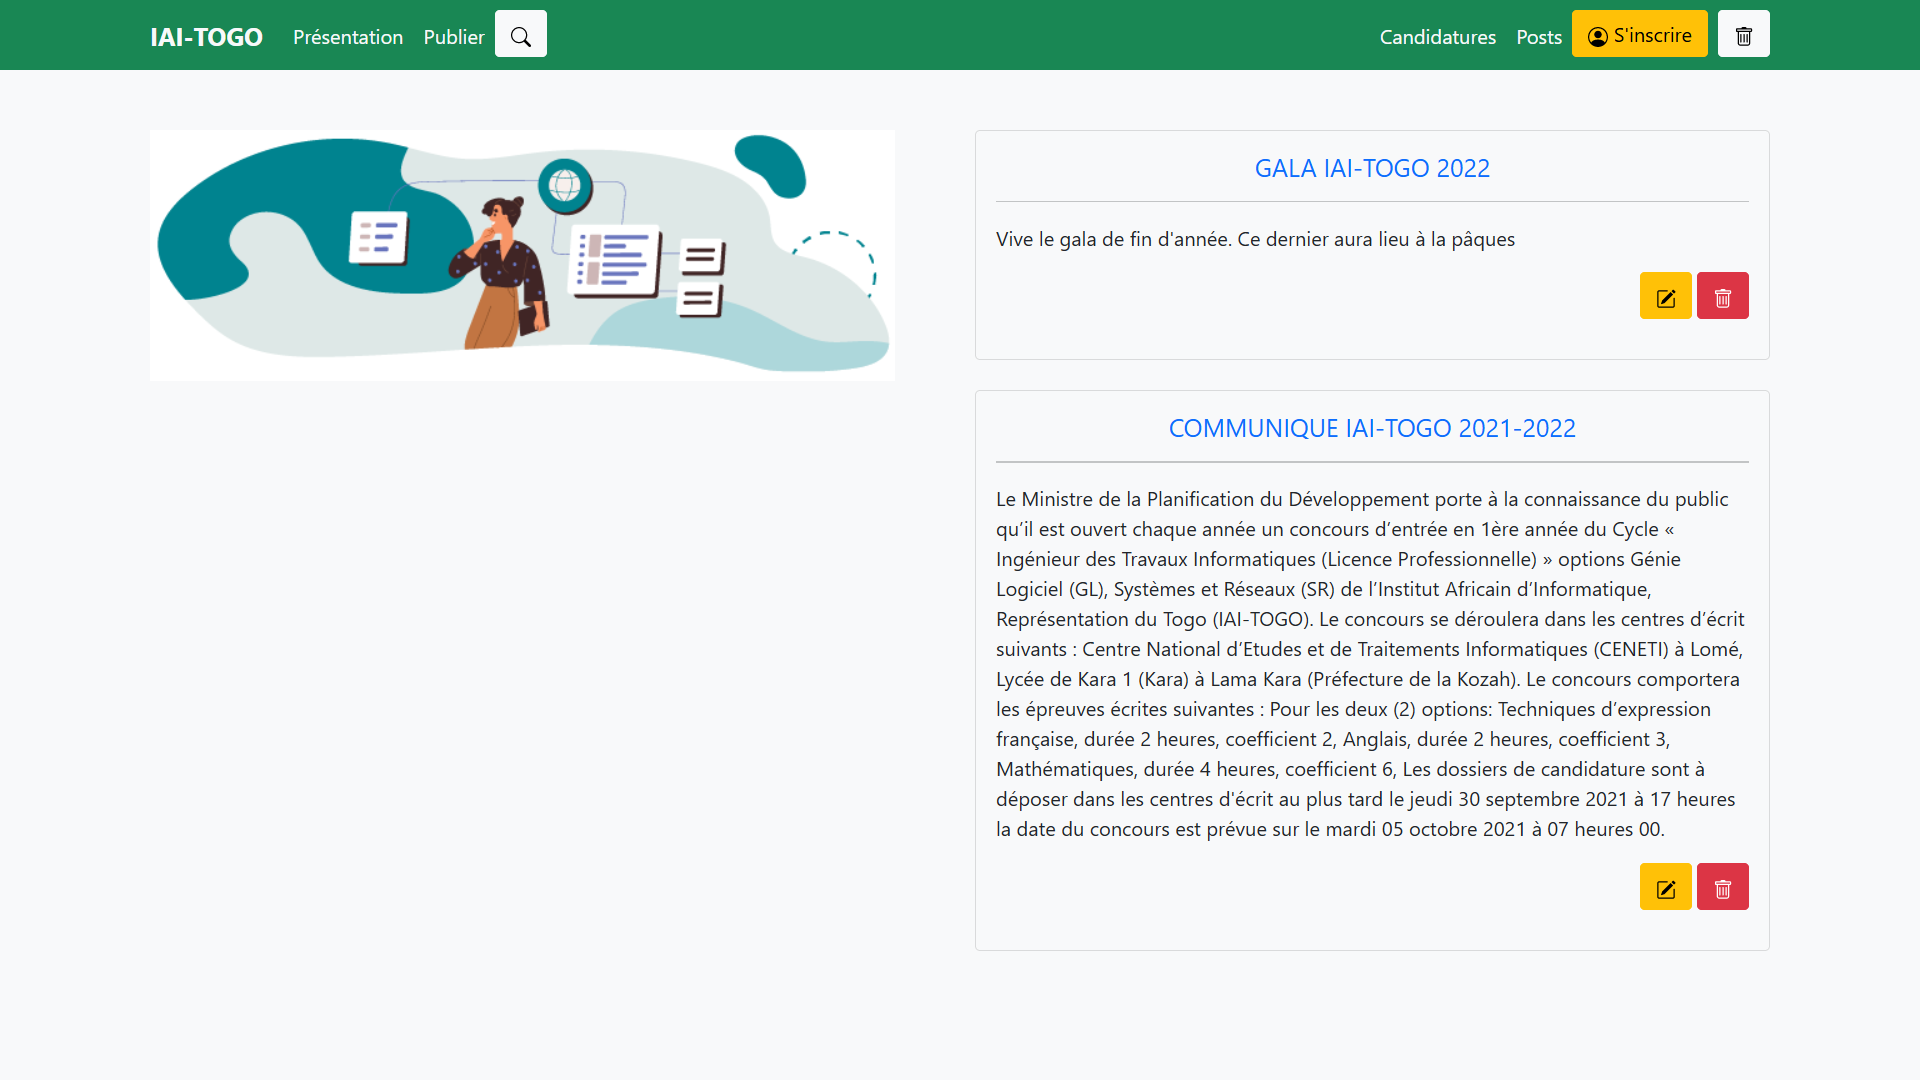 IAI-TOGO Présentation Publier Candidatures Posts S'inscrire
GALA IAI-TOGO 2022
Vive le gala de fin d'année. Ce dernier aura lieu à la pâques
COMMUNIQUE IAI-TOGO 2021-2022
Le Ministre de la Planification du Développement porte à la connaissance du public
qu’il est ouvert chaque année un concours d’entrée en 1ère année du Cycle «
Ingénieur des Travaux Informatiques (Licence Professionnelle) » options Génie
Logiciel (GL), Systèmes et Réseaux (SR) de l’Institut Africain d’Informatique,
Représentation du Togo (IAI-TOGO). Le concours se déroulera dans les centres d’écrit
suivants : Centre National d’Etudes et de Traitements Informatiques (CENETI) à Lomé,
Lycée de Kara 1 (Kara) à Lama Kara (Préfecture de la Kozah). Le concours comportera
les épreuves écrites suivantes : Pour les deux (2) options: Techniques d’expression
française, durée 2 heures, coefficient 2, Anglais, durée 2 heures, coefficient 3,
Mathématiques, durée 4 heures, coefficient 6, Les dossiers de candidature sont à
déposer dans les centres d'écrit au plus tard le jeudi 30 septembre 2021 à 17 heures
la date du concours est prévue sur le mardi 05 octobre 2021 à 07 heures 00.